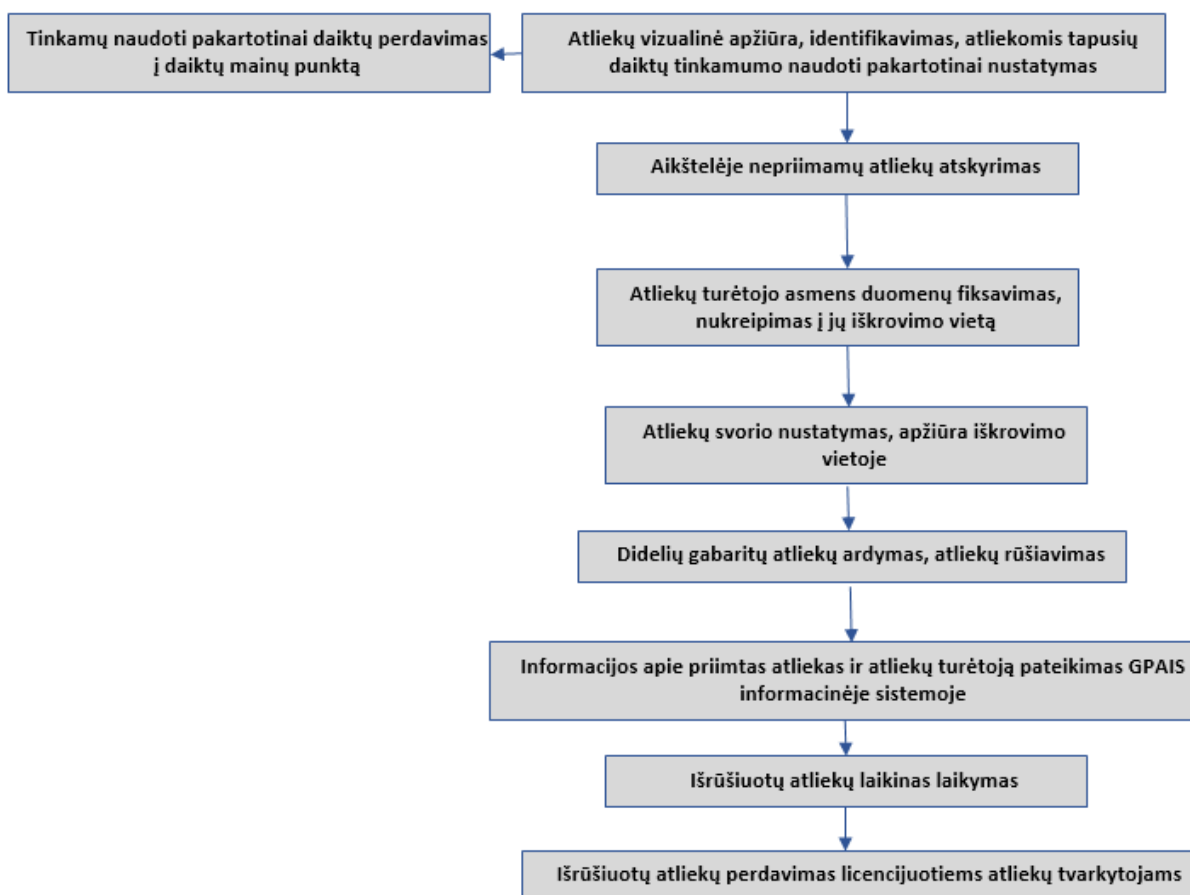 Tinkamų naudoti pakartotinai daiktų perdavimas
į daiktų mainų punktą
Atliekų vizualinė apžiūra, identifikavimas, atliekomis tapusių
daiktų tinkamumo naudoti pakartotinai nustatymas
Aikštelėje nepriimamų atliekų atskyrimas
Atliekų turėtojo asmens duomenų fiksavimas,
nukreipimas į jų iškrovimo vietą
Atliekų svorio nustatymas, apžiūra iškrovimo
vietoje
Didelių gabaritų atliekų ardymas, atliekų rūšiavimas
Informacijos apie priimtas atliekas ir atliekų turėtoją pateikimas GPAIS
informacinėje sistemoje
Išrūšiuotų atliekų laikinas laikymas
Išrūšiuotų atliekų perdavimas licencijuotiems atliekų tvarkytojams